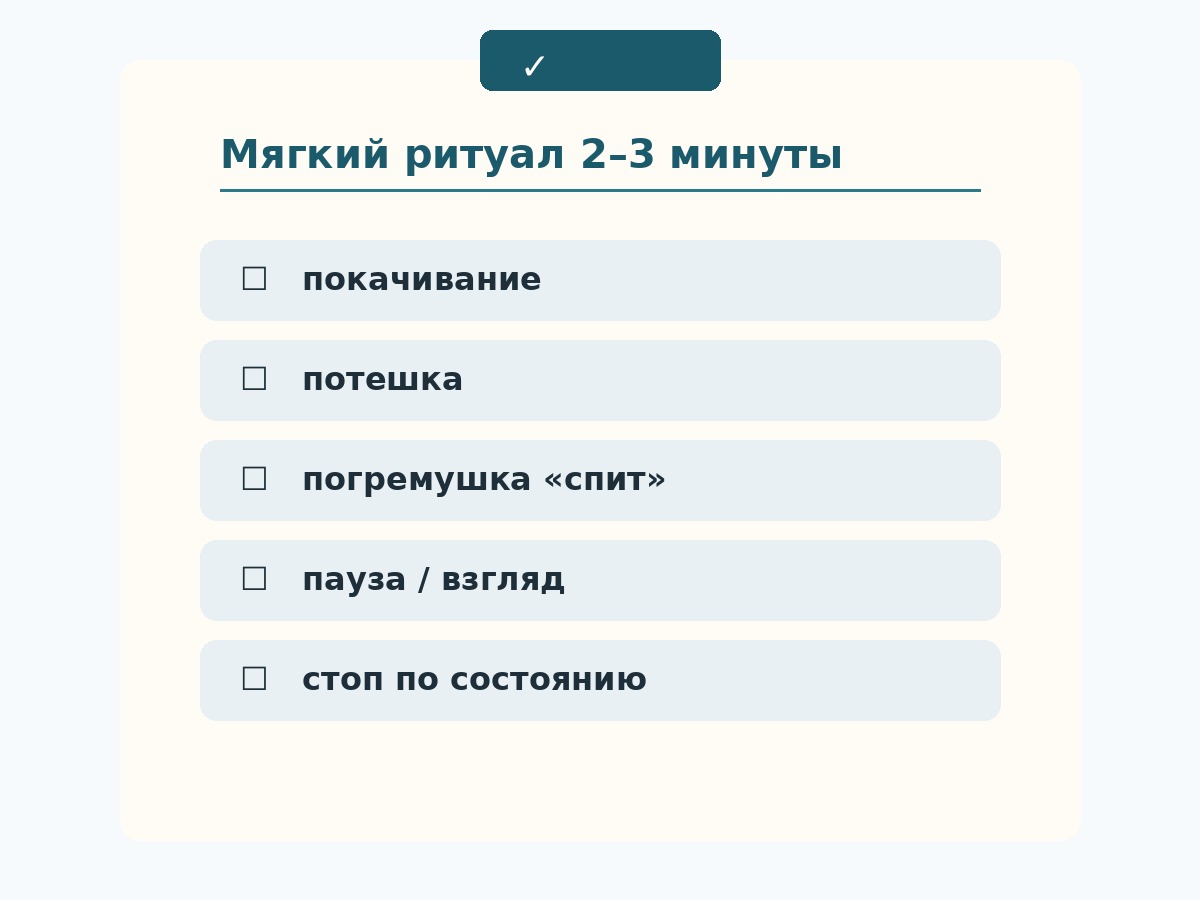 ✓
Мягкий ритуал 2–3 минуты
☐ покачивание
☐ потешка
☐ погремушка «спит»
☐ пауза / взгляд
☐ стоп по состоянию